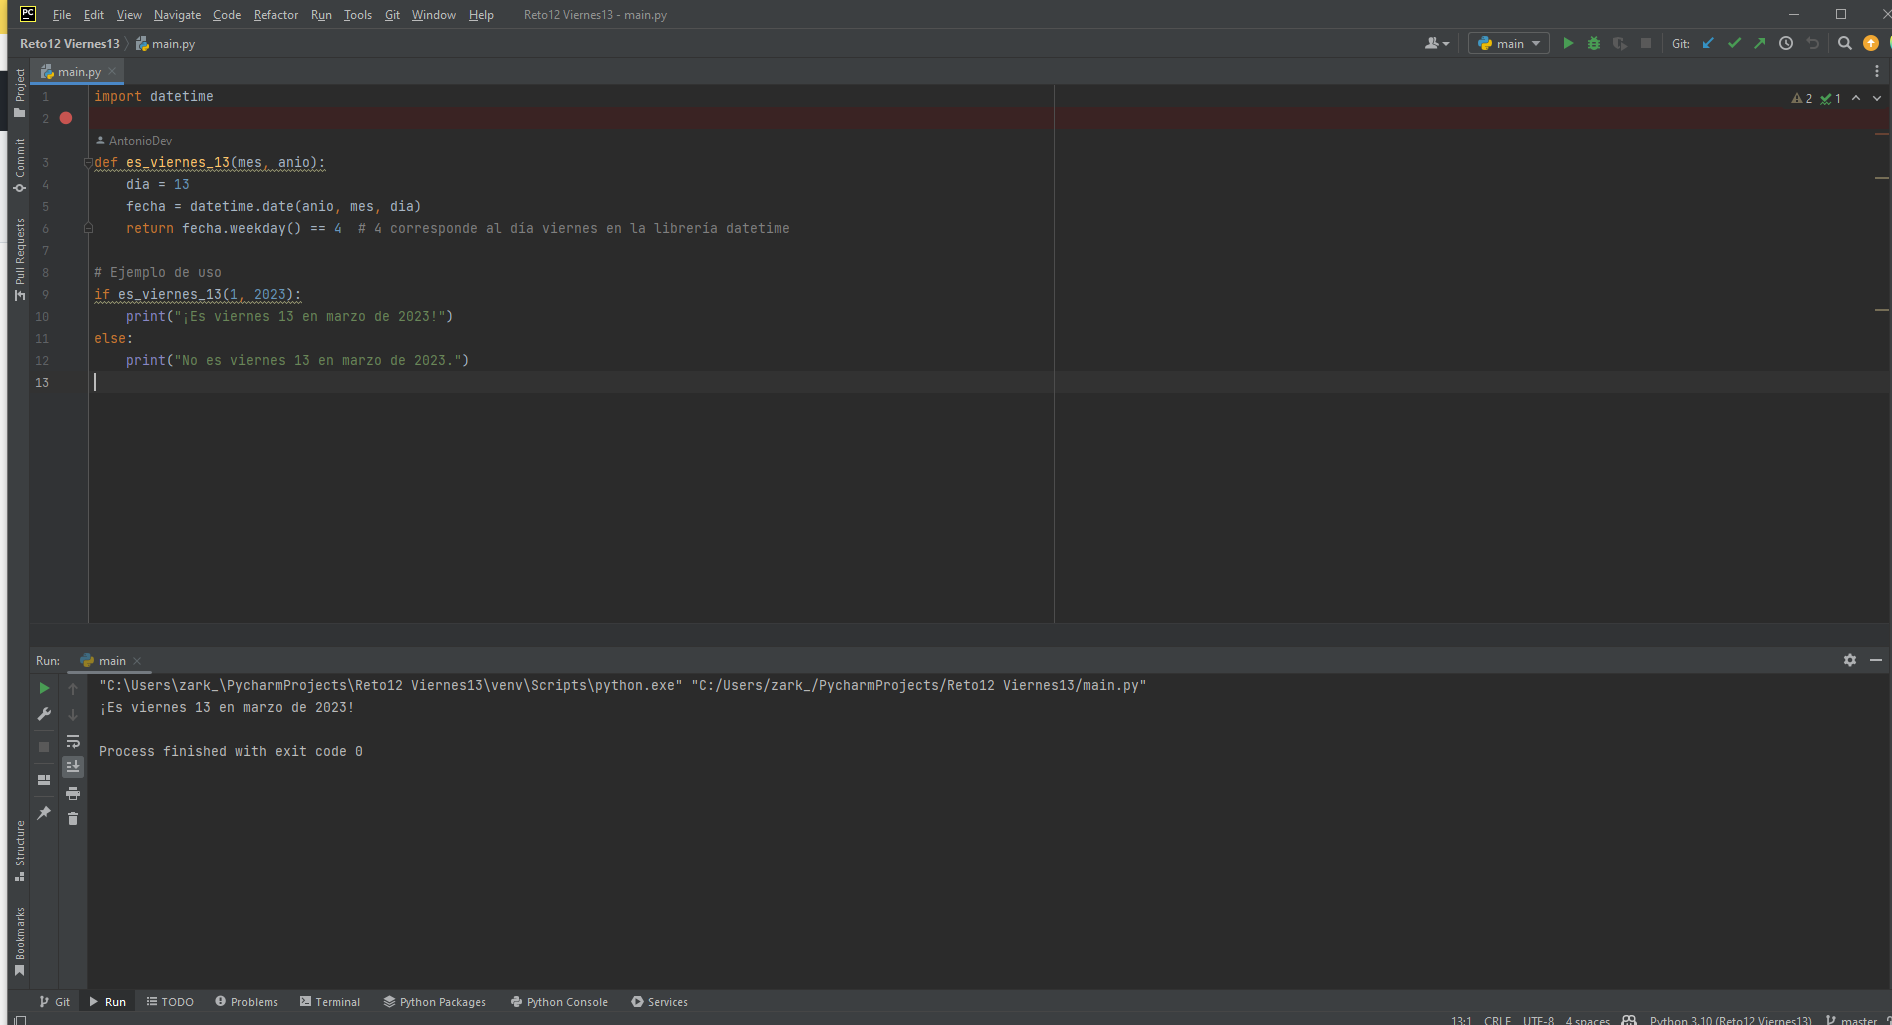 PC File Edit View Navigate Code Refactor Run Tools Git Window Help Reto12 Viernes13 - main.py
Reto12 Viernes13 main.py main Git:
main.py
Project
Commit
Pull Requests
Structure
Bookmarks
2 1
1 import datetime
2
AntonioDev
3 def es_viernes_13(mes, anio):
4 dia = 13
5 fecha = datetime.date(anio, mes, dia)
6 return fecha.weekday() == 4 # 4 corresponde al día viernes en la librería datetime
7
8 # Ejemplo de uso
9 if es_viernes_13(1, 2023):
10 print("¡Es viernes 13 en marzo de 2023!")
11 else:
12 print("No es viernes 13 en marzo de 2023.")
13
Run: main
"C:\Users\zark_\PycharmProjects\Reto12 Viernes13\venv\Scripts\python.exe" "C:/Users/zark_/PycharmProjects/Reto12 Viernes13/main.py"
¡Es viernes 13 en marzo de 2023!
Process finished with exit code 0
Git Run TODO Problems Terminal Python Packages Python Console Services
13:1 CRLF UTF-8 4 spaces Python 3.10 (Reto12 Viernes13) master